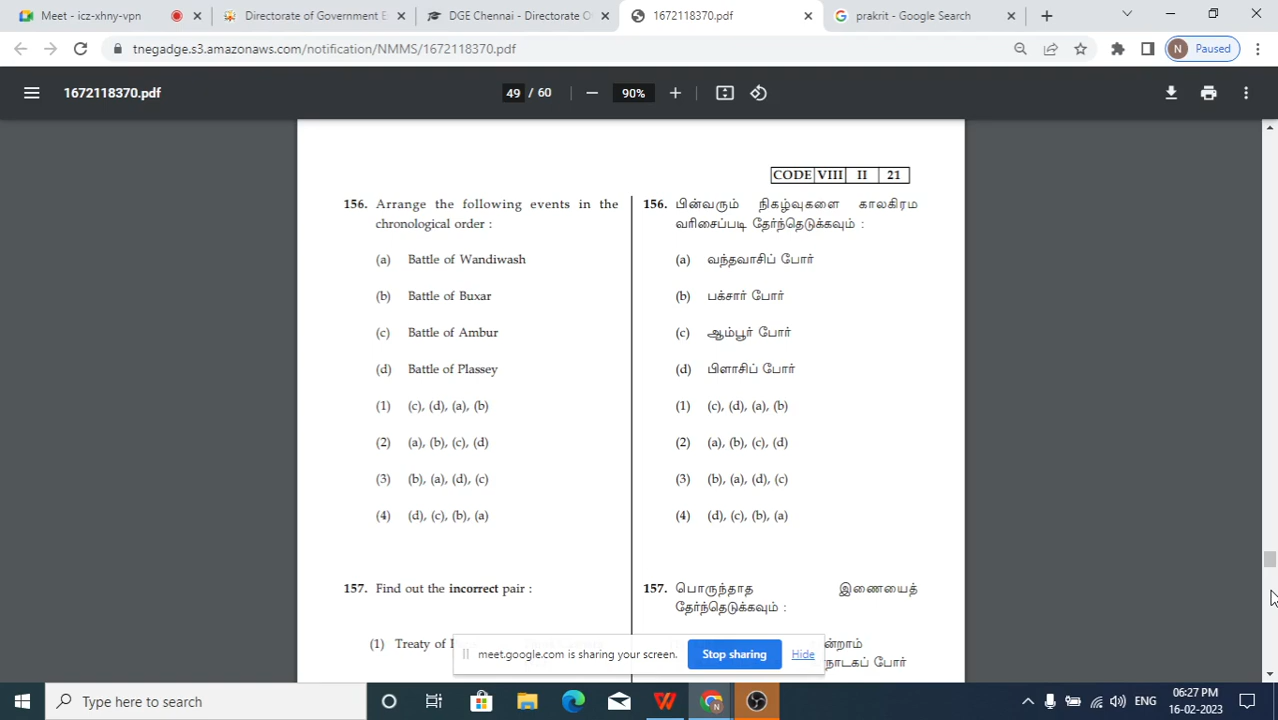 Meet - icz-xhny-vpn
Directorate of Government E
DGE Chennai - Directorate O
1672118370.pdf
prakrit - Google Search
tnegadge.s3.amazonaws.com/notification/NMMS/1672118370.pdf
N Paused
1672118370.pdf
49 / 60
90%
CODE VIII II 21
156. Arrange the following events in the
chronological order :
(a) Battle of Wandiwash
(b) Battle of Buxar
(c) Battle of Ambur
(d) Battle of Plassey
(1) (c), (d), (a), (b)
(2) (a), (b), (c), (d)
(3) (b), (a), (d), (c)
(4) (d), (c), (b), (a)
157. Find out the incorrect pair :
(1) Treaty of
156. பின்வரும் நிகழ்வுகளை காலகிரம
வரிசைப்படி தேர்ந்தெடுக்கவும் :
(a) வந்தவாசிப் போர்
(b) பக்சார் போர்
(c) ஆம்பூர் போர்
(d) பிளாசிப் போர்
(1) (c), (d), (a), (b)
(2) (a), (b), (c), (d)
(3) (b), (a), (d), (c)
(4) (d), (c), (b), (a)
157. பொருந்தாத இணையைத்
தேர்ந்தெடுக்கவும் :
போர்
meet.google.com is sharing your screen.
Stop sharing
Hide
Type here to search
N
ENG
06:27 PM
16-02-2023